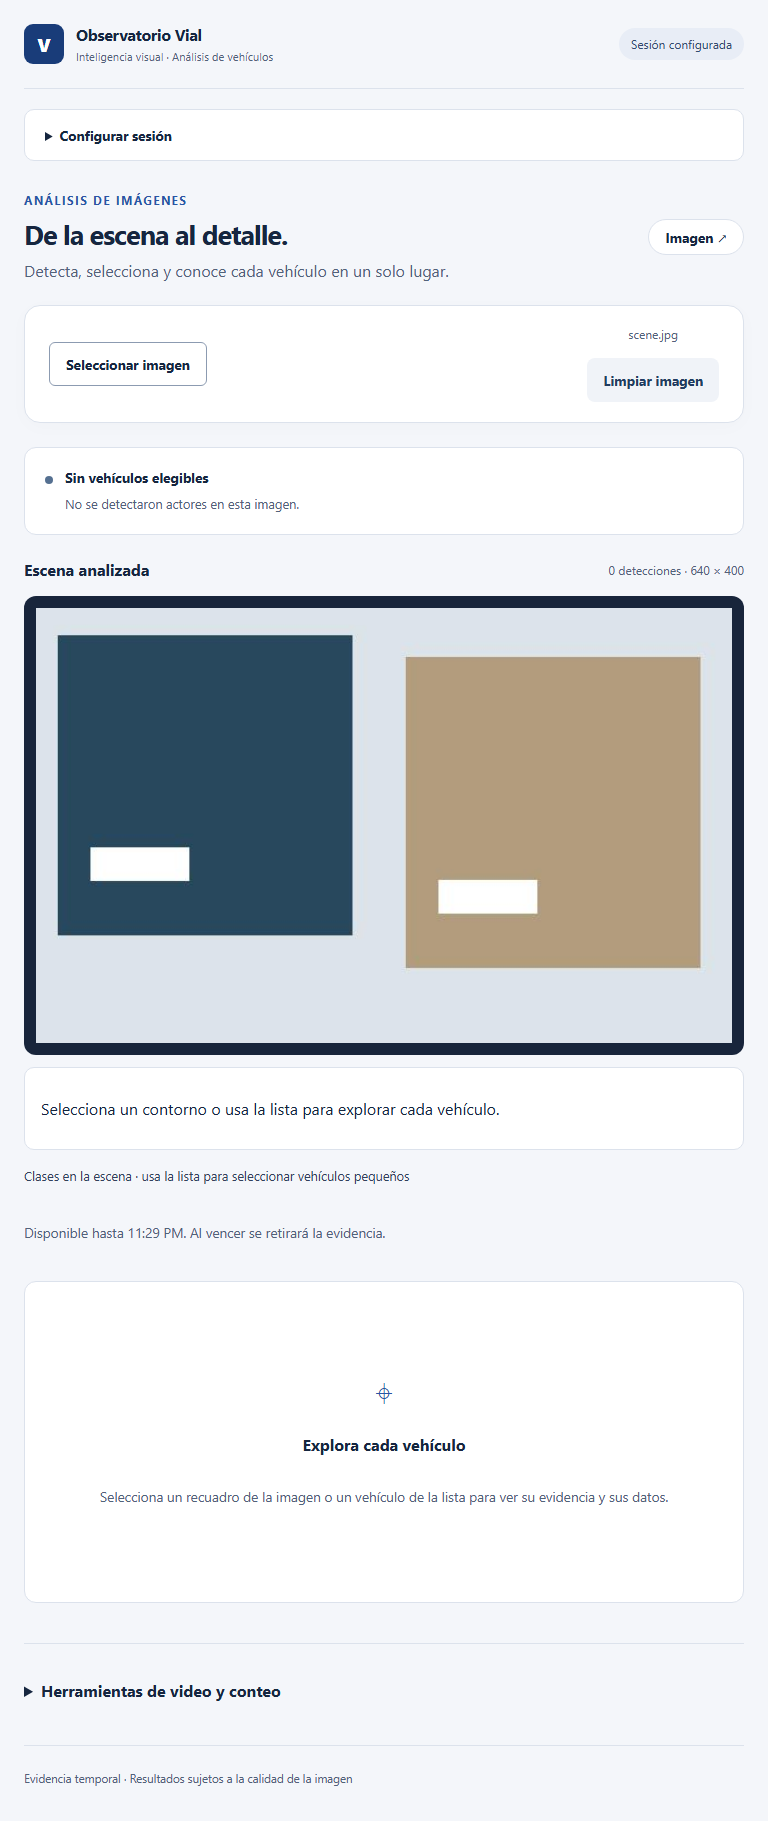 v
Observatorio Vial
Inteligencia visual · Análisis de vehículos
Sesión configurada
▶ Configurar sesión
ANÁLISIS DE IMÁGENES
De la escena al detalle.
Imagen ↗
Detecta, selecciona y conoce cada vehículo en un solo lugar.
Seleccionar imagen
scene.jpg
Limpiar imagen
Sin vehículos elegibles
No se detectaron actores en esta imagen.
Escena analizada
0 detecciones · 640 × 400
Selecciona un contorno o usa la lista para explorar cada vehículo.
Clases en la escena · usa la lista para seleccionar vehículos pequeños
Disponible hasta 11:29 PM. Al vencer se retirará la evidencia.
Explora cada vehículo
Selecciona un recuadro de la imagen o un vehículo de la lista para ver su evidencia y sus datos.
▶ Herramientas de video y conteo
Evidencia temporal · Resultados sujetos a la calidad de la imagen